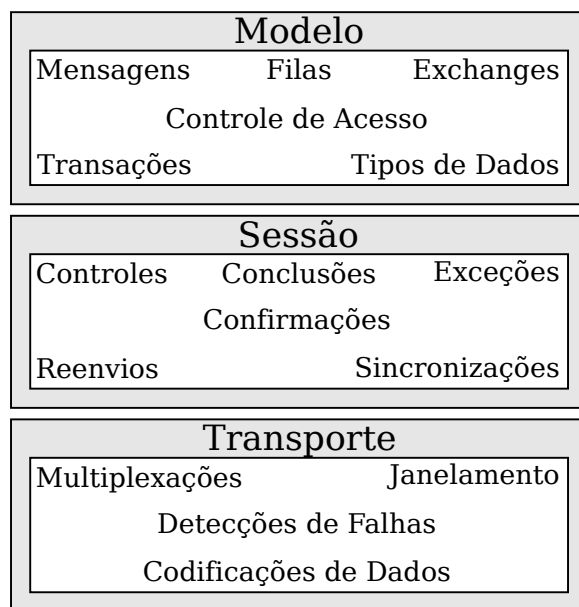 Modelo
Mensagens Filas Exchanges
Controle de Acesso
Transações Tipos de Dados
Sessão
Controles Conclusões Exceções
Confirmações
Reenvios Sincronizações
Transporte
Multiplexações Janelamento
Detecções de Falhas
Codificações de Dados